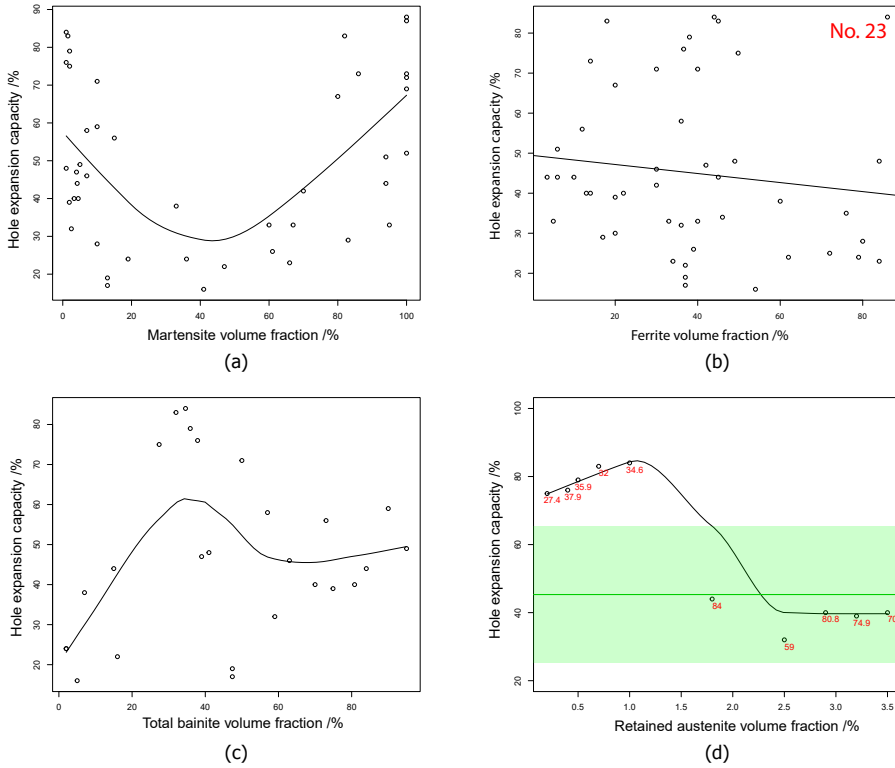 Hole expansion capacity /%
90
80
70
60
50
40
30
20
0 20 40 60 80 100
Martensite volume fraction /%
(a)
No. 23
Hole expansion capacity /%
80
70
60
50
40
30
20
20 40 60 80
Ferrite volume fraction /%
(b)
Hole expansion capacity /%
80
70
60
50
40
30
20
0 20 40 60 80
Total bainite volume fraction /%
(c)
Hole expansion capacity /%
100
80
60
40
20
27.4
37.9
35.9
32
34.6
84
59
80.8
74.9
70
0.5 1.0 1.5 2.0 2.5 3.0 3.5
Retained austenite volume fraction /%
(d)